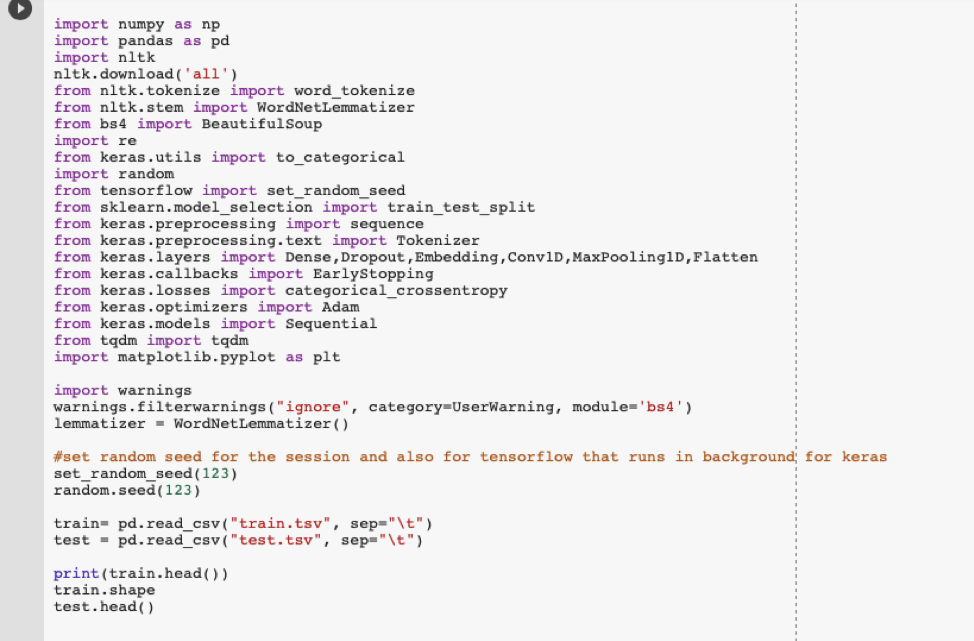 import numpy as np
import pandas as pd
import nltk
nltk.download('all')
from nltk.tokenize import word_tokenize
from nltk.stem import WordNetLemmatizer
from bs4 import BeautifulSoup
import re
from keras.utils import to_categorical
import random
from tensorflow import set_random_seed
from sklearn.model_selection import train_test_split
from keras.preprocessing import sequence
from keras.preprocessing.text import Tokenizer
from keras.layers import Dense,Dropout,Embedding,Conv1D,MaxPooling1D,Flatten
from keras.callbacks import EarlyStopping
from keras.losses import categorical_crossentropy
from keras.optimizers import Adam
from keras.models import Sequential
from tqdm import tqdm
import matplotlib.pyplot as plt

import warnings
warnings.filterwarnings("ignore", category=UserWarning, module='bs4')
lemmatizer = WordNetLemmatizer()

#set random seed for the session and also for tensorflow that runs in background for keras
set_random_seed(123)
random.seed(123)

train= pd.read_csv("train.tsv", sep="\t")
test = pd.read_csv("test.tsv", sep="\t")

print(train.head())
train.shape
test.head()